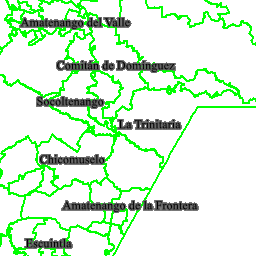 Amatenango del Valle
Comitán de Domínguez
Socoltenango
La Trinitaria
Chicomuselo
Amatenango de la Frontera
Escuintla